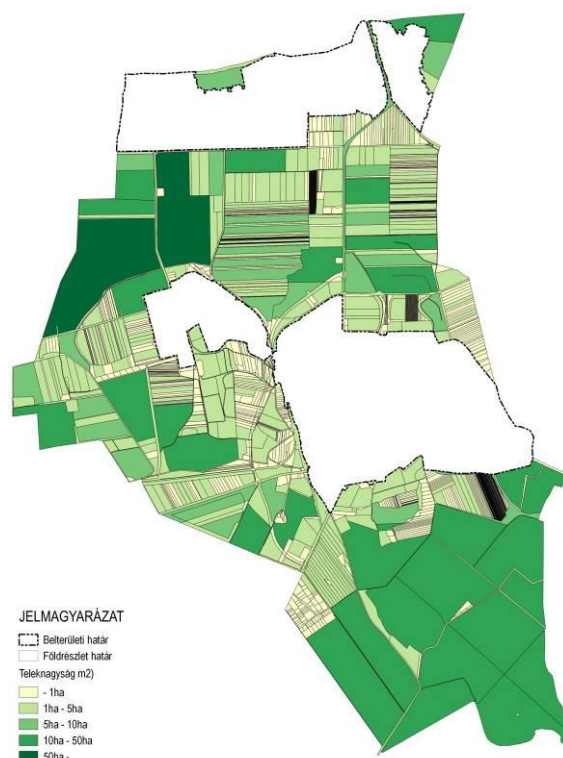 JELMAGYARÁZAT
Belterületi határ
Földrészlet határ
Teleknagyság m2)
- 1ha
1ha - 5ha
5ha - 10ha
10ha - 50ha
50ha -